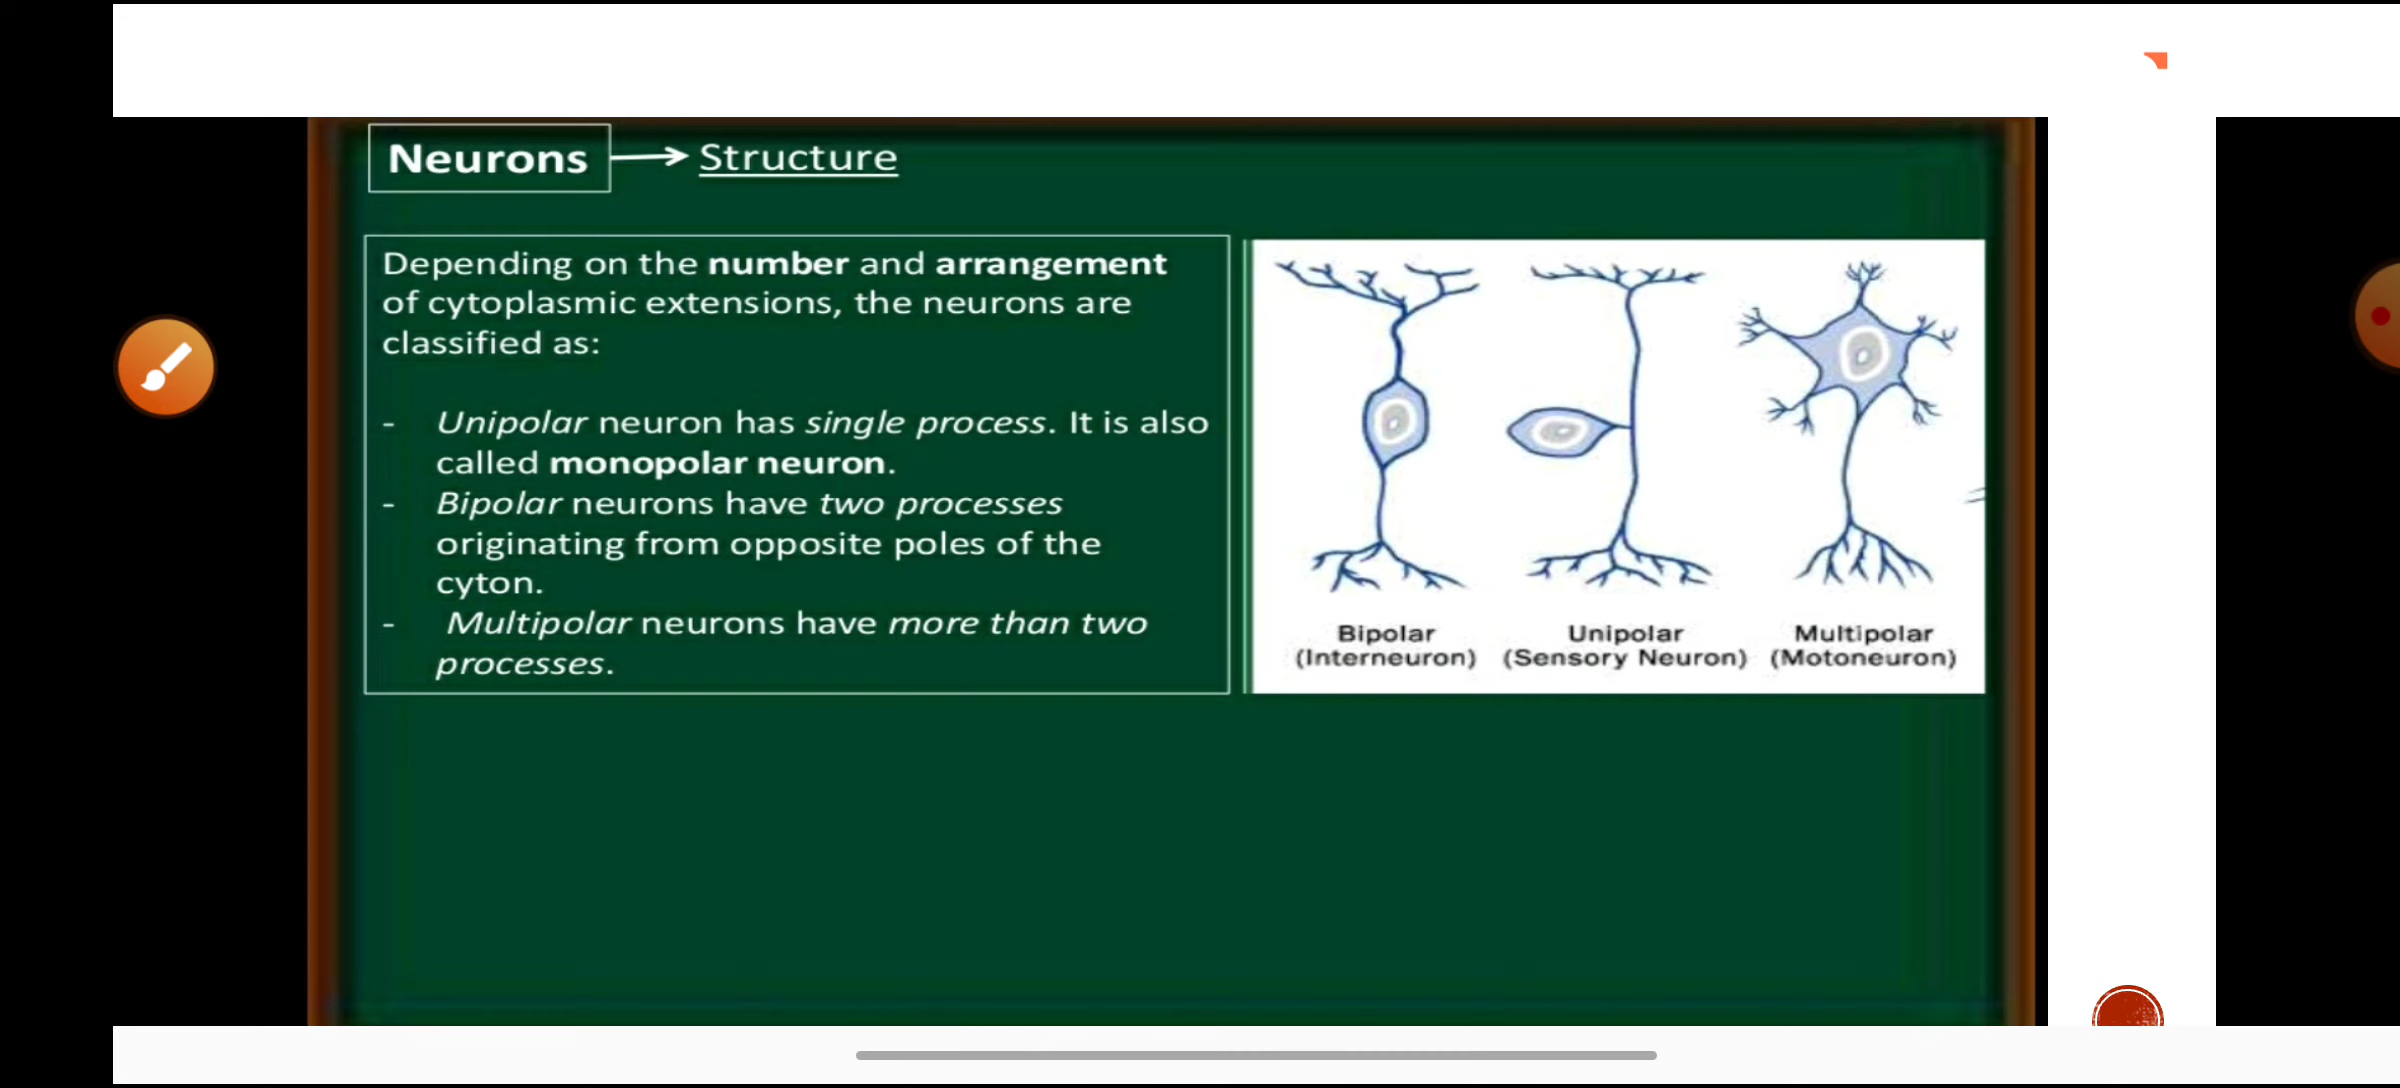 Neurons → Structure
Depending on the number and arrangement
of cytoplasmic extensions, the neurons are
classified as:
- Unipolar neuron has single process. It is also
called monopolar neuron.
- Bipolar neurons have two processes
originating from opposite poles of the
cyton.
- Multipolar neurons have more than two
processes.
Bipolar
(Interneuron)
Unipolar
(Sensory Neuron)
Multipolar
(Motoneuron)